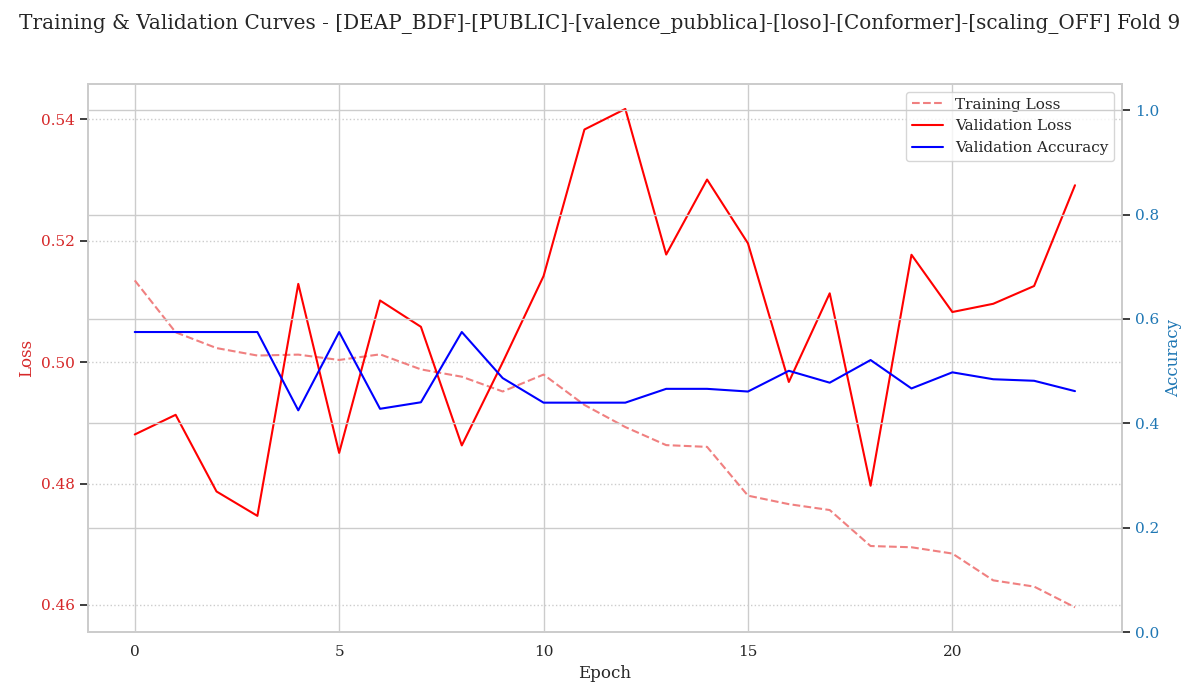 Training & Validation Curves - [DEAP_BDF]-[PUBLIC]-[valence_pubblica]-[loso]-[Conformer]-[scaling_OFF] Fold 9
Training Loss
Validation Loss
Validation Accuracy
Loss
0.54
0.52
0.50
0.48
0.46
1.0
0.8
0.6
0.4
0.2
0.0
Accuracy
0
5
10
15
20
Epoch